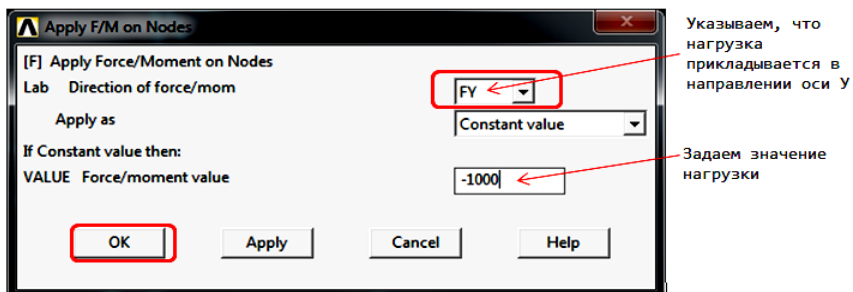 Apply F/M on Nodes
[F] Apply Force/Moment on Nodes
Lab Direction of force/mom
FY
Apply as
Constant value
If Constant value then:
VALUE Force/moment value
-1000
OK
Apply
Cancel
Help
Указываем, что
нагрузка
прикладывается в
направлении оси У
Задаем значение
нагрузки